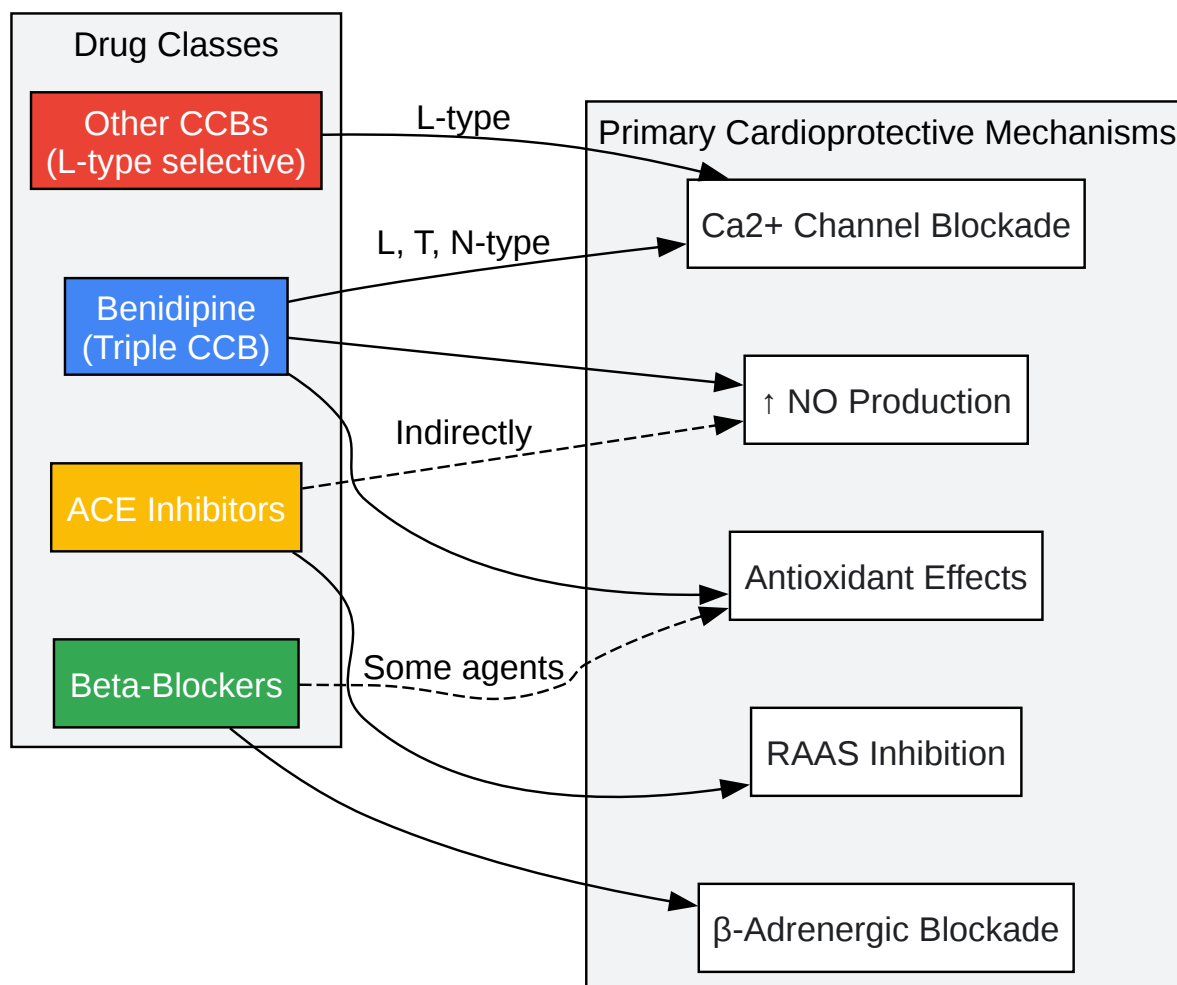 Drug Classes
Other CCBs
(L-type selective)
Benidipine
(Triple CCB)
ACE Inhibitors
Beta-Blockers
L-type
L, T, N-type
Indirectly
Some agents
Primary Cardioprotective Mechanisms
Ca2+ Channel Blockade
↑ NO Production
Antioxidant Effects
RAAS Inhibition
β-Adrenergic Blockade